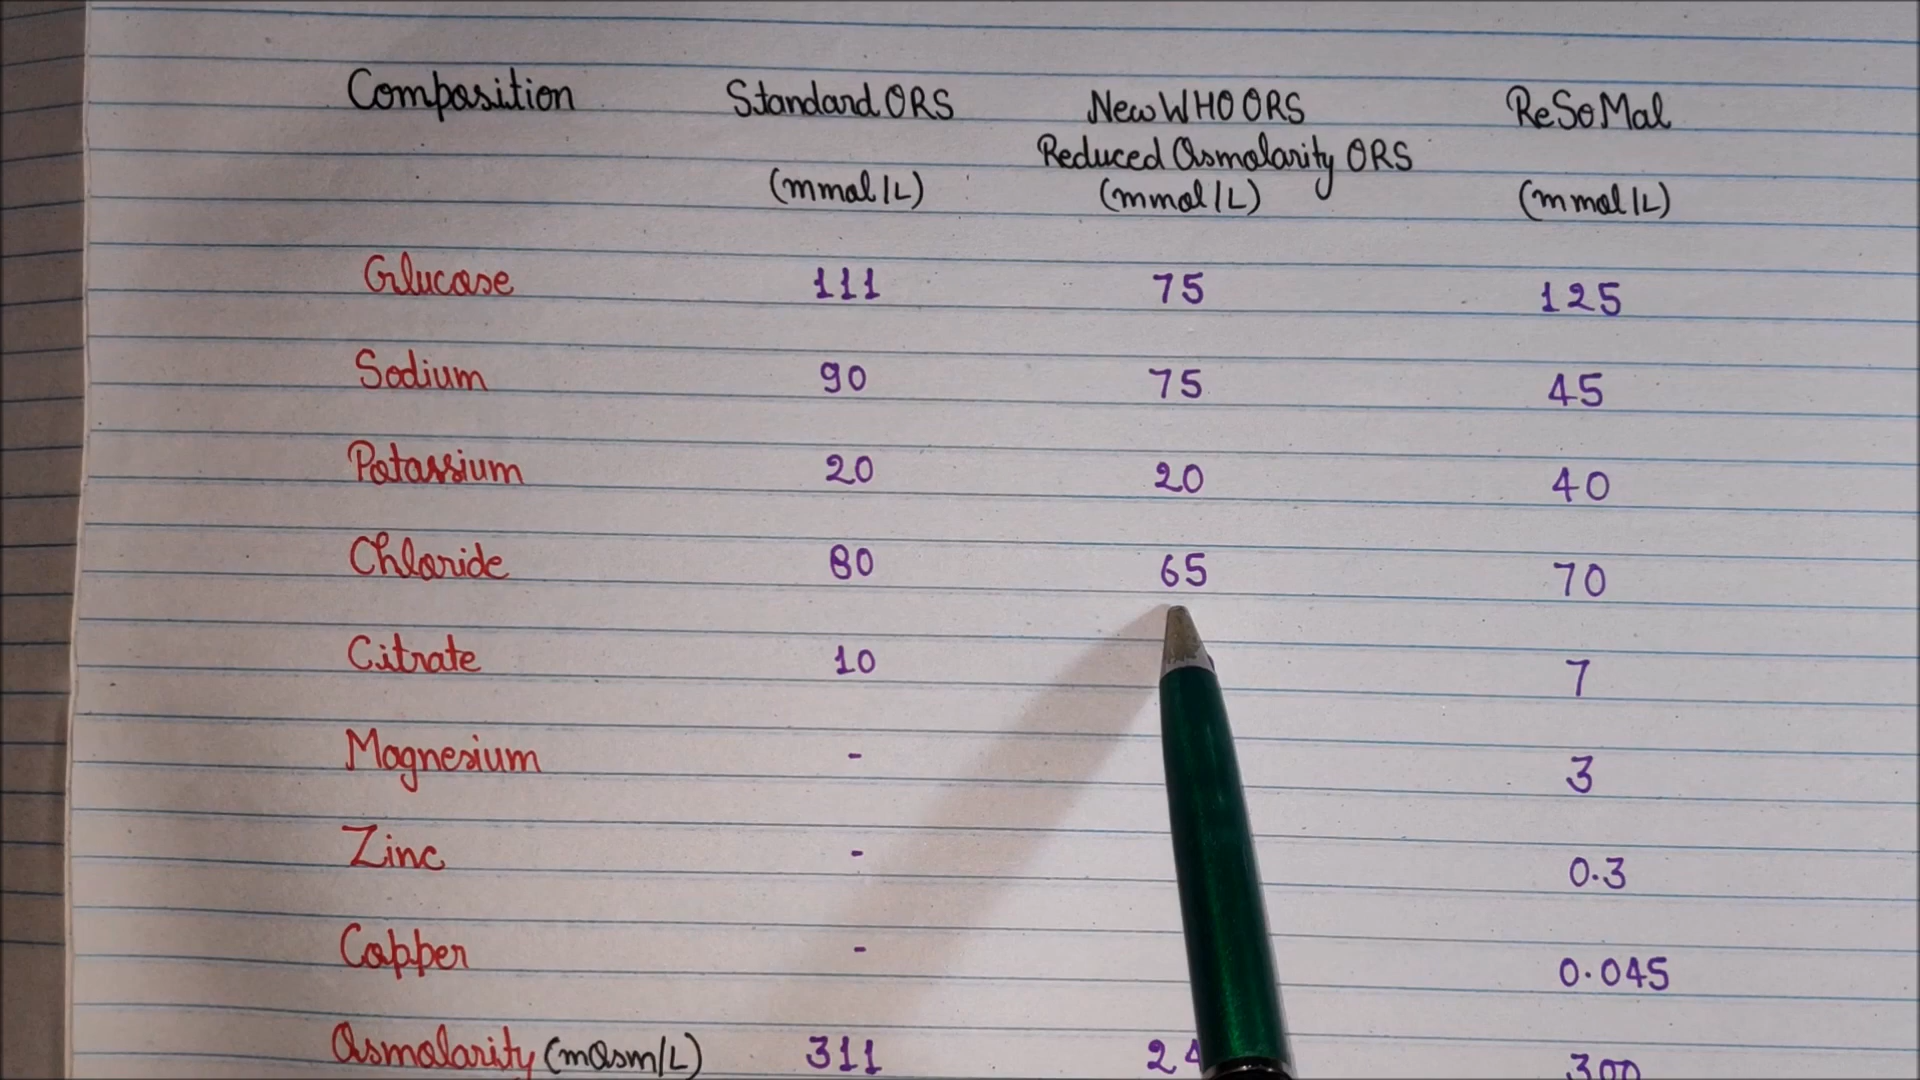 Composition Standard ORS New WHO ORS ReSoMal
Reduced Osmolarity ORS
(mmol/L) (mmol/L) (mmol/L)
Glucose 111 75 125
Sodium 90 75 45
Potassium 20 20 40
Chloride 80 65 70
Citrate 10 7
Magnesium - 3
Zinc - 0.3
Copper - 0.045
Osmolarity (mOsm/L) 311 300